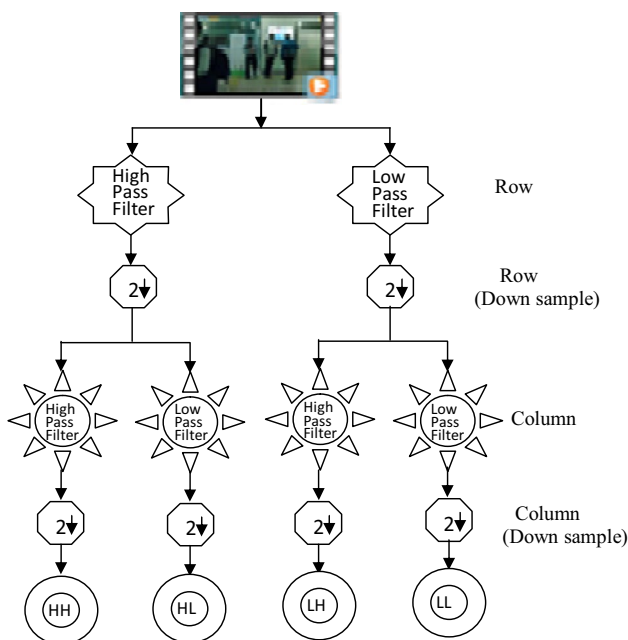 High
Pass
Filter
Low
Pass
Filter
Row
2
2
Row
(Down sample)
High
Pass
Filter
Low
Pass
Filter
High
Pass
Filter
Low
Pass
Filter
Column
2
2
2
2
Column
(Down sample)
HH
HL
LH
LL